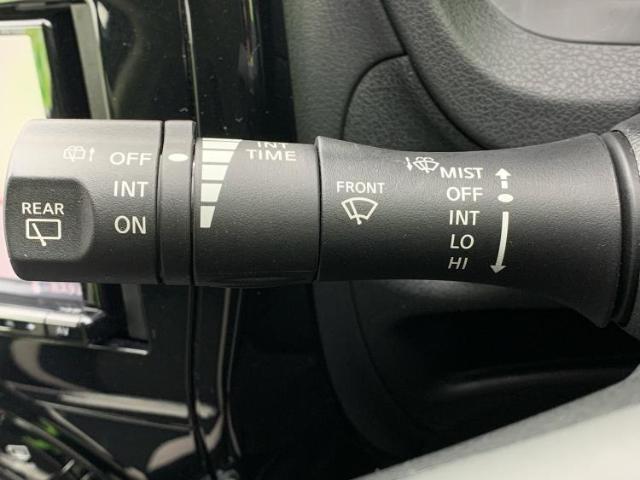 REAR
OFF
INT
ON
INT
TIME
FRONT
MIST
OFF
INT
LO
HI